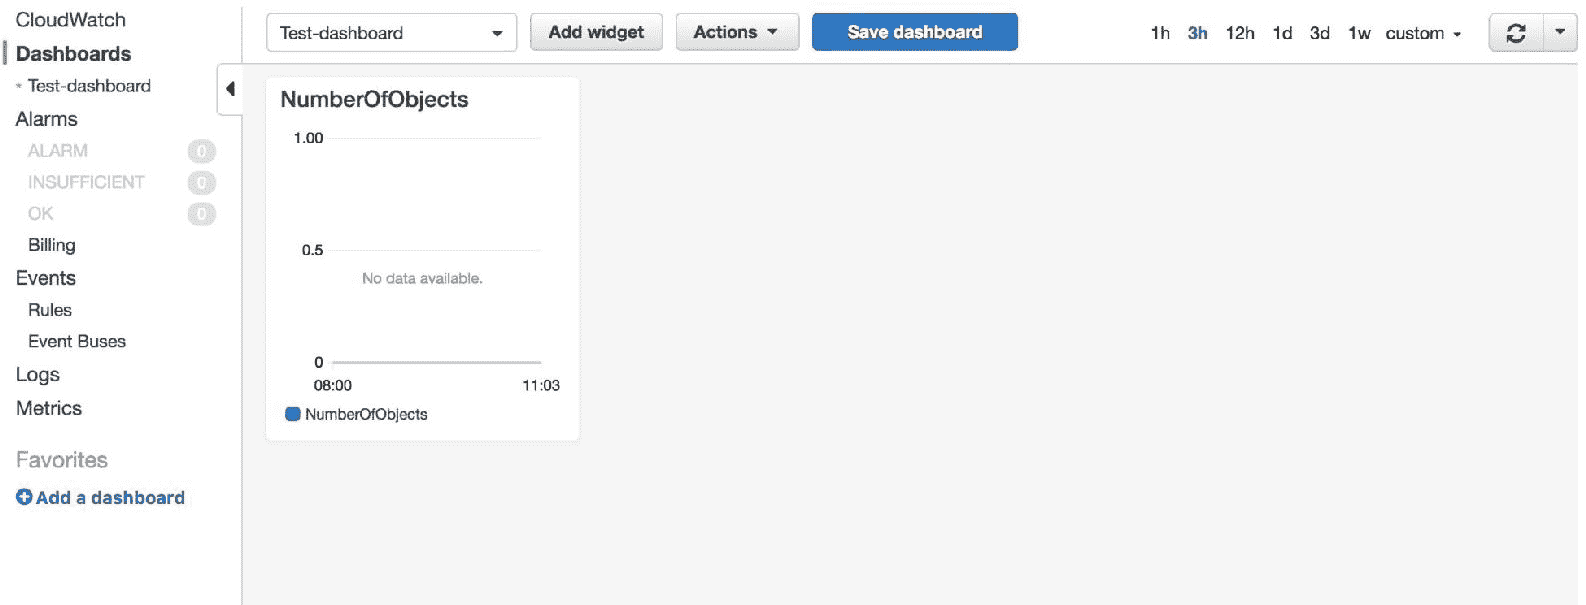 CloudWatch
Dashboards
Test-dashboard
Alarms
ALARM 0
INSUFFICIENT 0
OK 0
Billing
Events
Rules
Event Buses
Logs
Metrics
Favorites
Add a dashboard
Test-dashboard Add widget Actions Save dashboard 1h 3h 12h 1d 3d 1w custom
NumberOfObjects
1.00
0.5
No data available.
0
08:00 11:03
NumberOfObjects